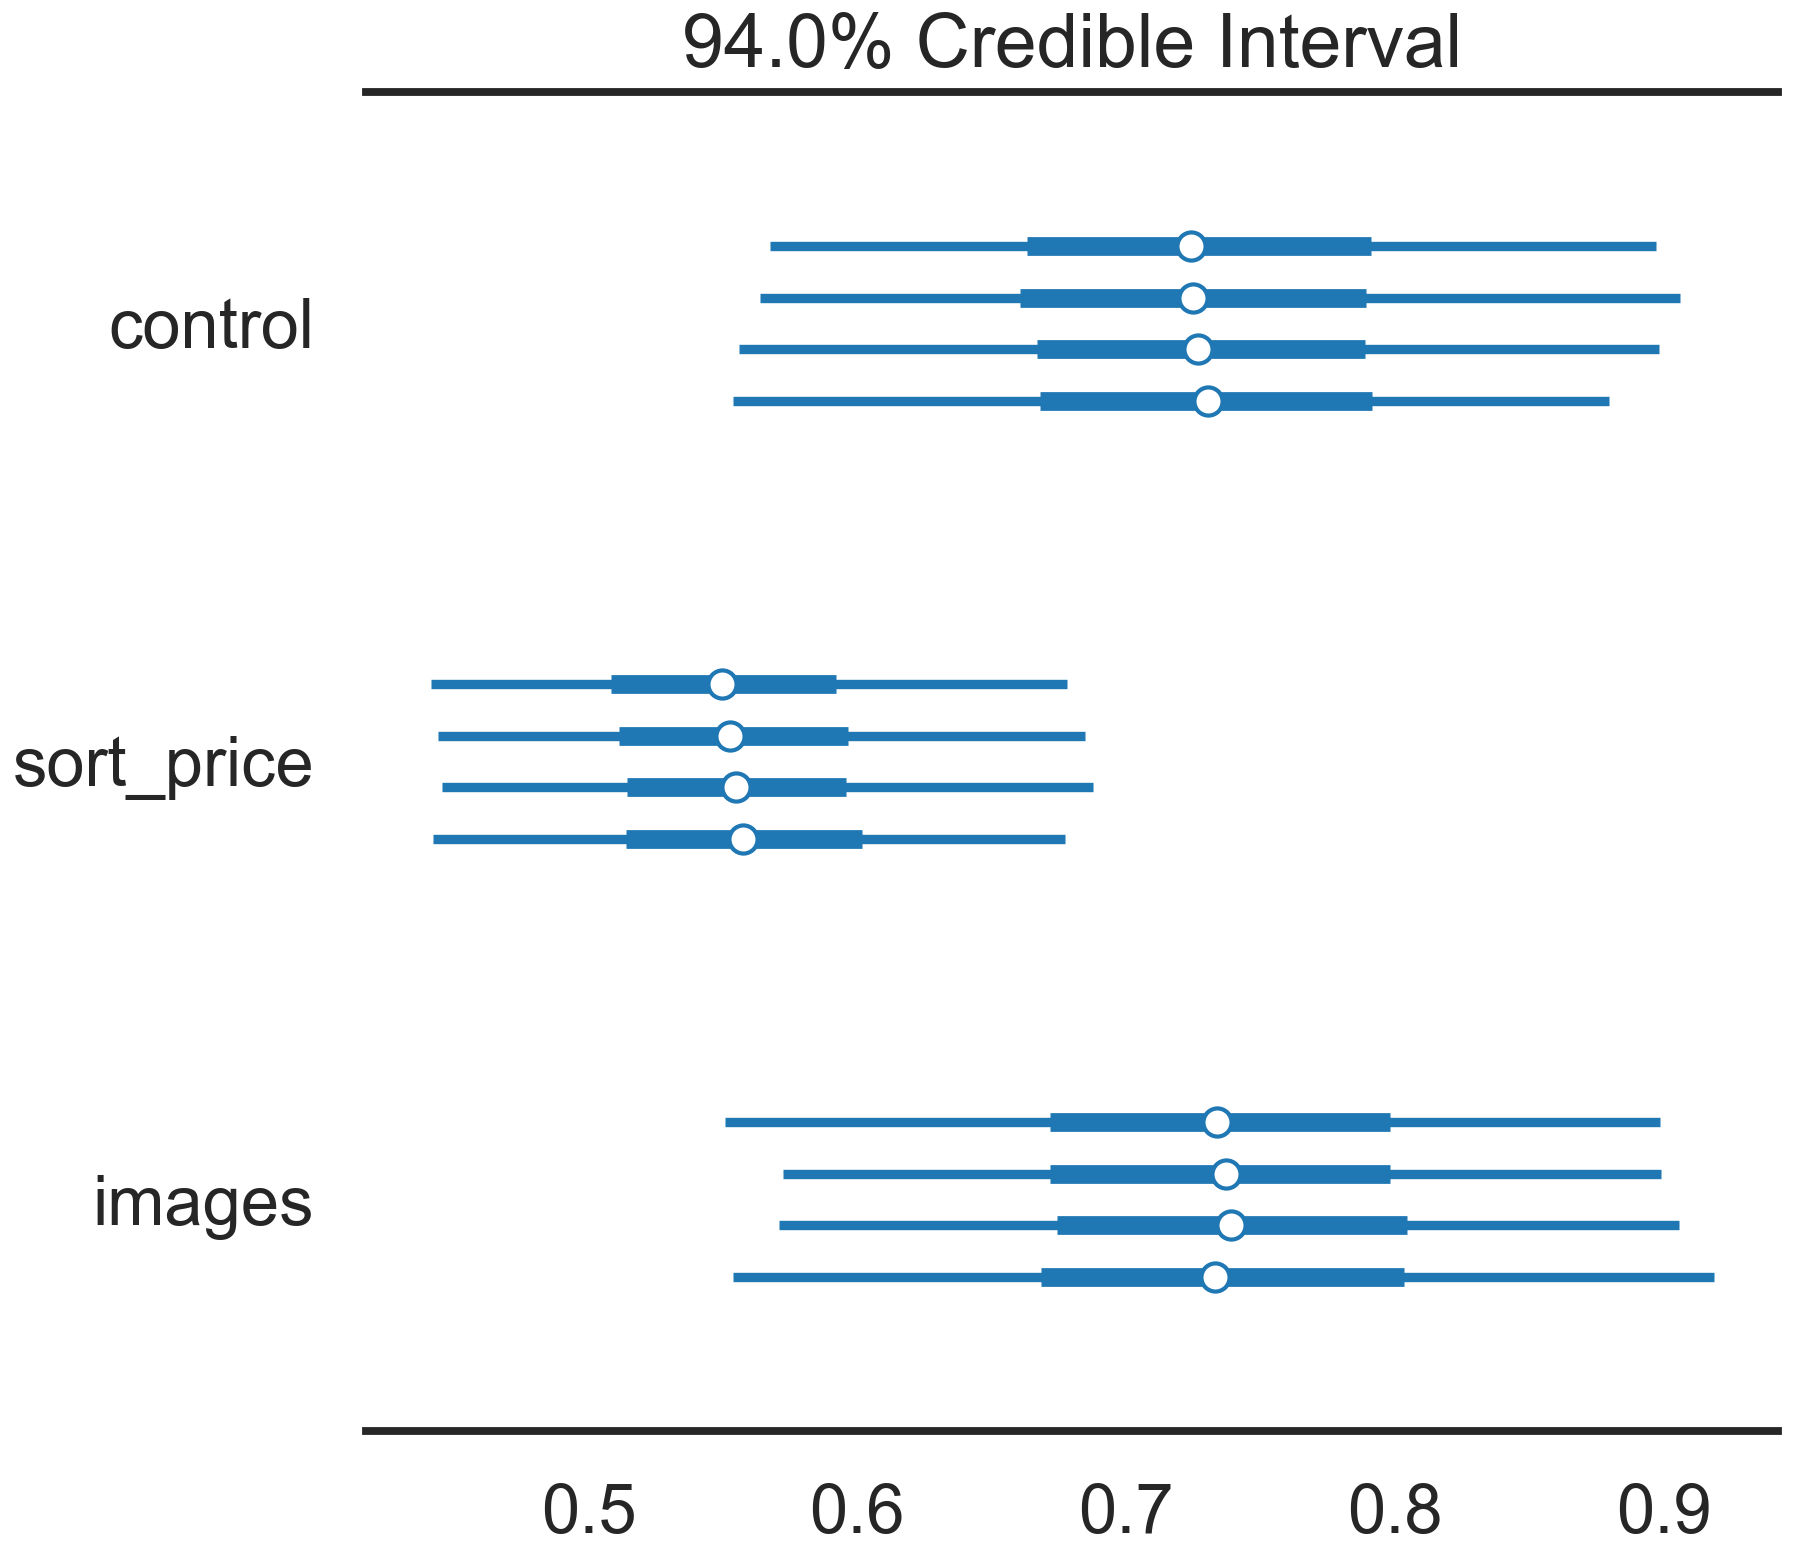 94.0% Credible Interval
control
sort_price
images
0.5 0.6 0.7 0.8 0.9